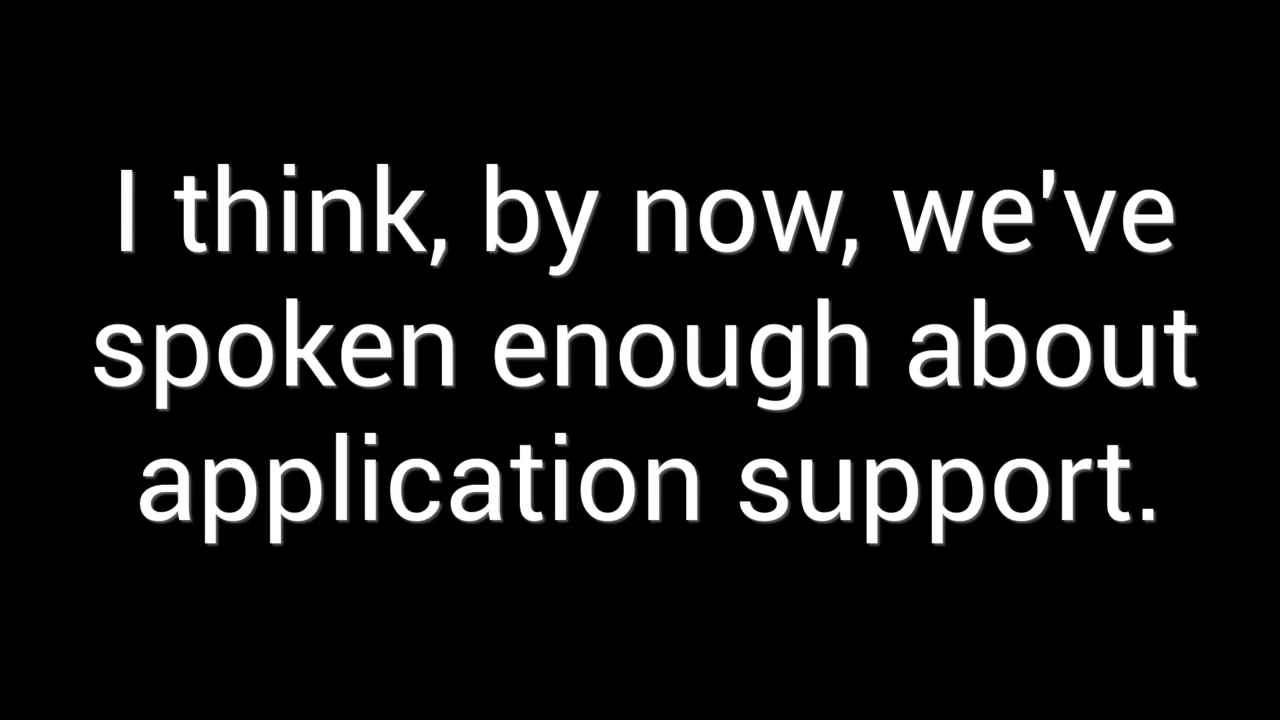 I think, by now, we've
spoken enough about
application support.